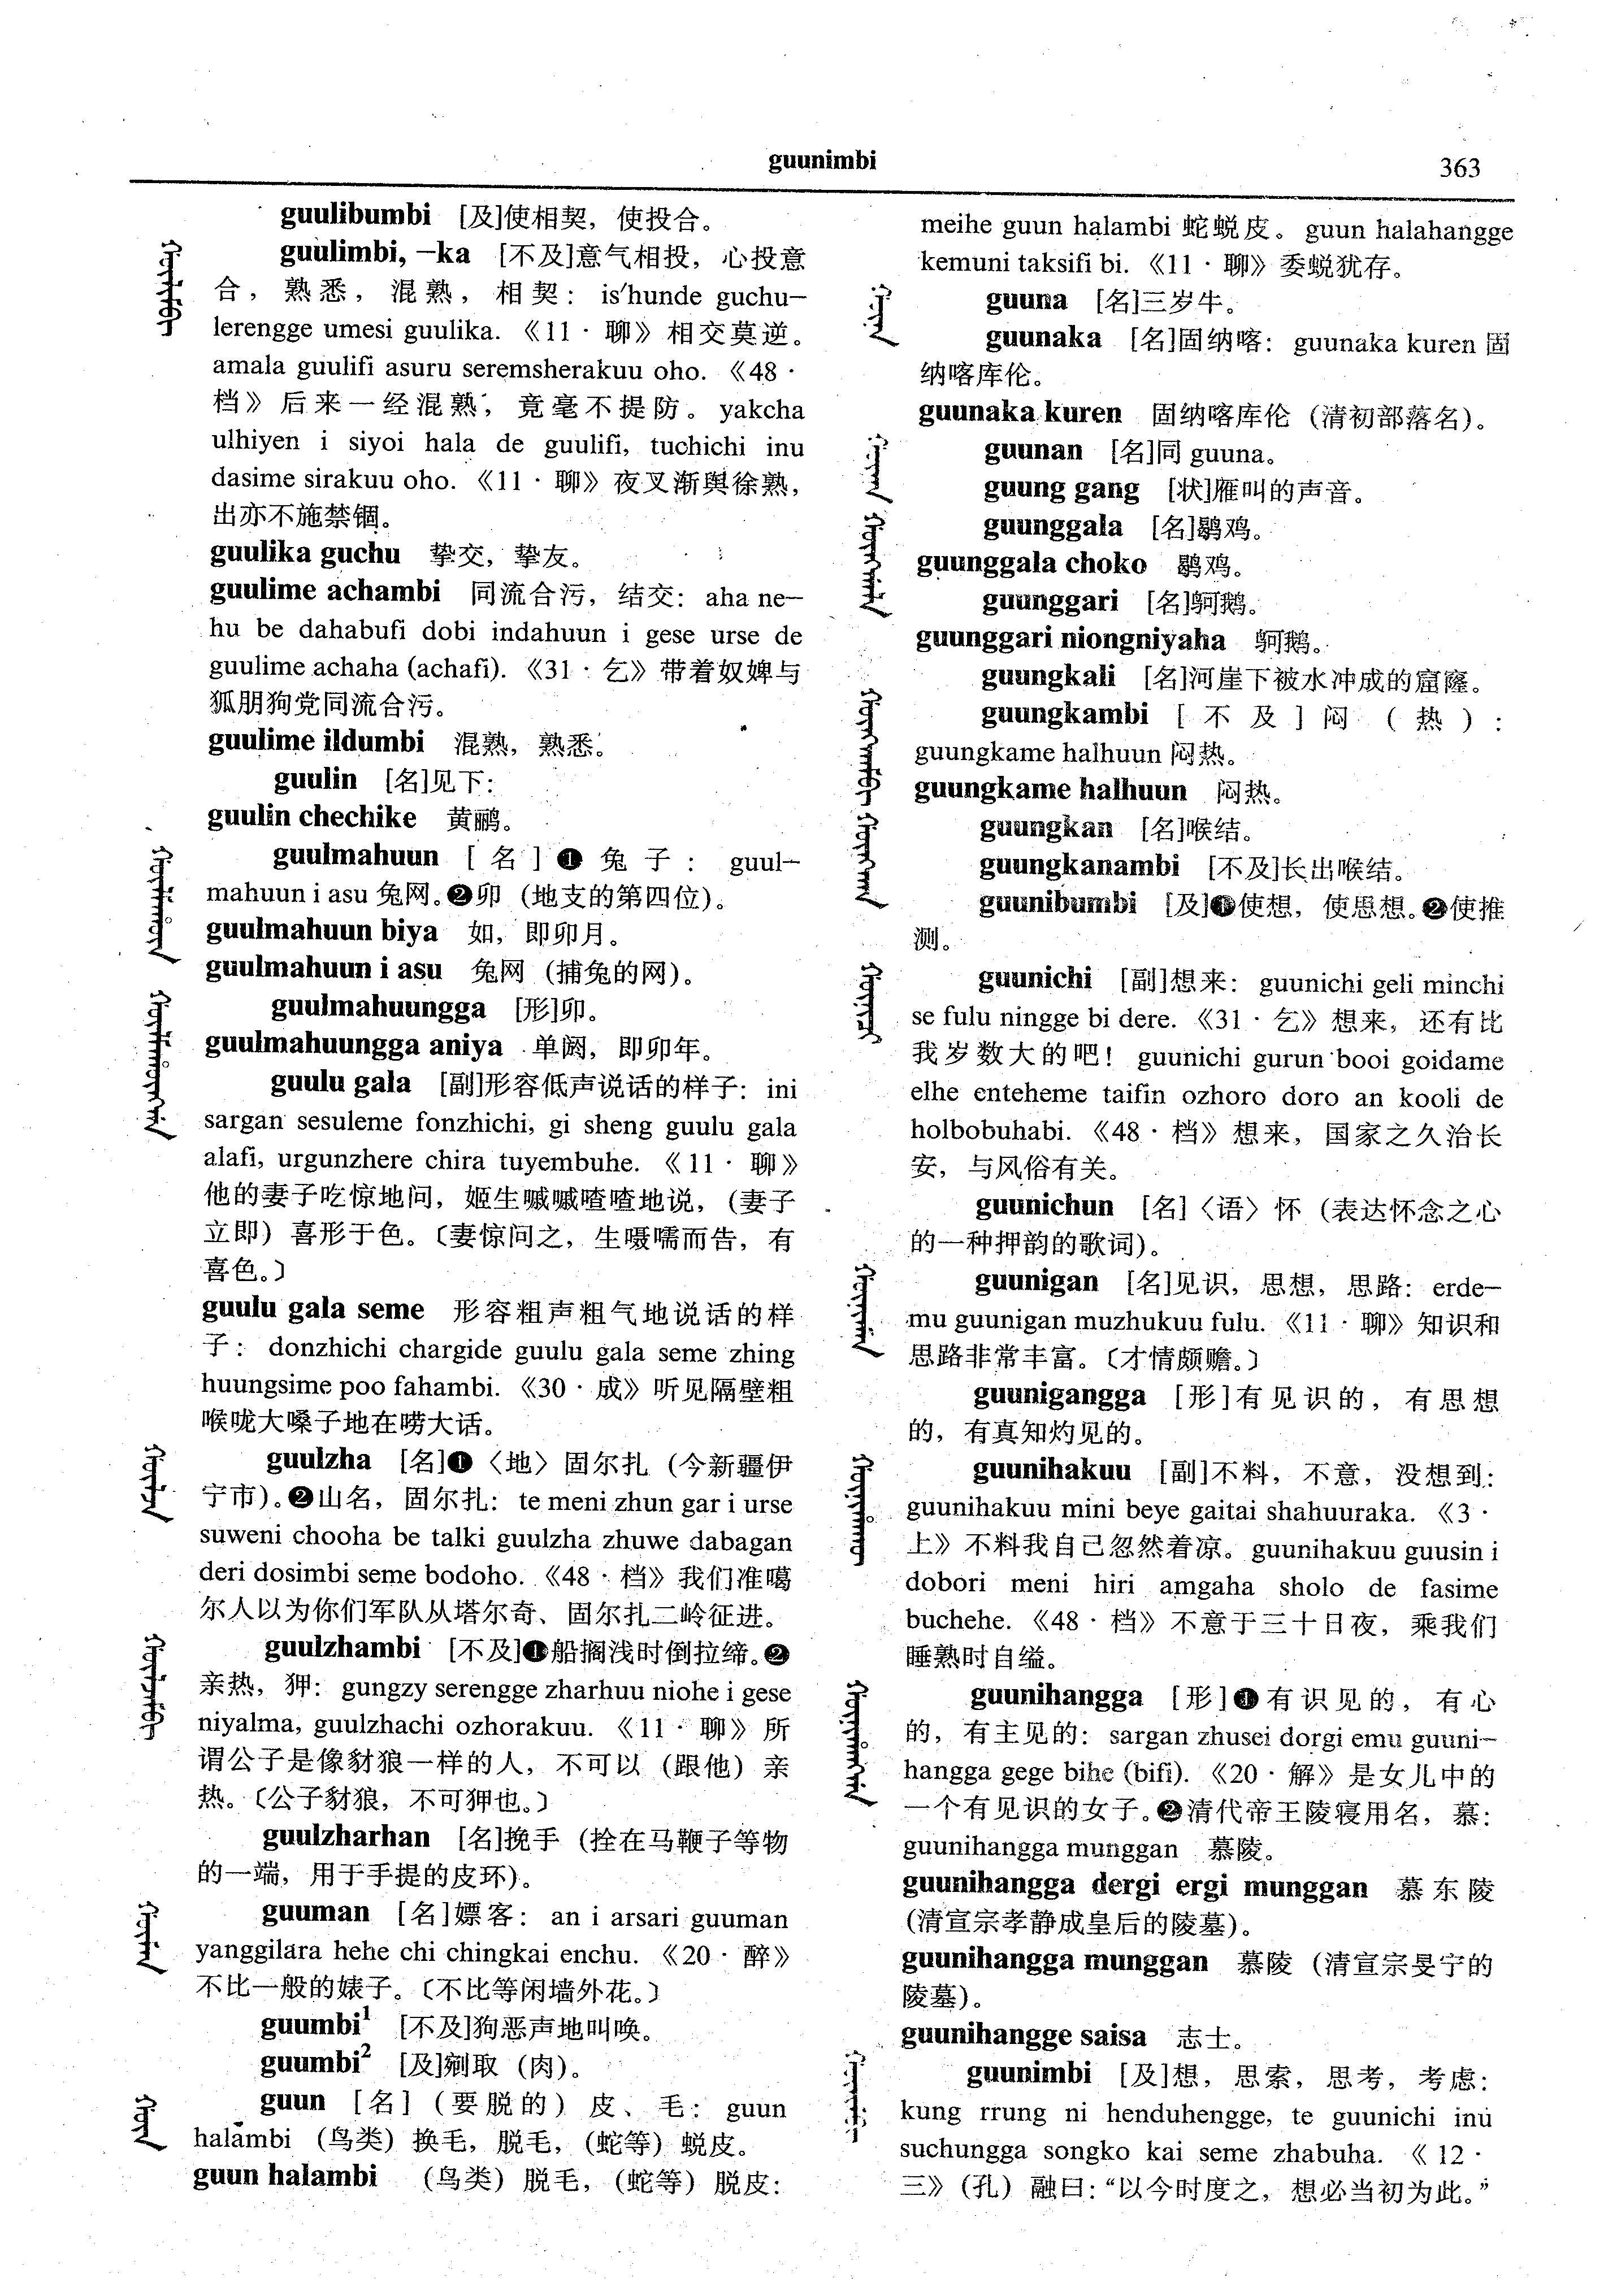 guunimbi
363
guulibumbi [及]使相契，使投合。
guulimbi, —ka [不及]意气相投，心投意
合，熟悉，混熟，相契：is'hunde guchu—
lerengge umesi guulika.《11·聊》相交莫逆。
amala guulifi asuru seremsherakuu oho.《48·
档》后来一经混熟，竟毫不提防。yakcha
ulhiyen i siyoi hala de guulifi, tuchichi inu
dasime sirakuu oho.《11·聊》夜叉渐舆徐熟，
出亦不施禁锢。
guulika guchu 挚交，挚友。
guulime achambi 同流合污，结交：aha ne—
hu be dahabufi dobi indahuun i gese urse de
guulime achaha (achafi).《31·乞》带着奴婢与
狐朋狗党同流合污。
guulime ildumbi 混熟，熟悉。
guulin [名]见下：
guulin chechike 黄鹂。
guulmahuun [名]❶兔子：guul—
mahuun i asu 兔网。❷卯（地支的第四位）。
guulmahuun biya 如，即卯月。
guulmahuun i asu 兔网（捕兔的网）。
guulmahuungga [形]卯。
guulmahuungga aniya 单阏，即卯年。
guulu gala [副]形容低声说话的样子：ini
sargan sesuleme fonzhichi, gi sheng guulu gala
alafi, urgunzhere chira tuyembuhe.《11·聊》
他的妻子吃惊地问，姬生嘁嘁喳喳地说，（妻子
立即）喜形于色。〔妻惊问之，生嗫嚅而告，有
喜色。〕
guulu gala seme 形容粗声粗气地说话的样
子：donzhichi chargide guulu gala seme zhing
huungsime poo fahambi.《30·成》听见隔壁粗
喉咙大嗓子地在唠大话。
guulzha [名]❶〈地〉固尔扎（今新疆伊
宁市）。❷山名，固尔扎：te meni zhun gar i urse
suweni chooha be talki guulzha zhuwe dabagan
deri dosimbi seme bodoho.《48·档》我们准噶
尔人以为你们军队从塔尔奇、固尔扎二岭征进。
guulzhambi [不及]❶船搁浅时倒拉缔。❷
亲热，狎：gungzy serengge zharhuu niohe i gese
niyalma, guulzhachi ozhorakuu.《11·聊》所
谓公子是像豺狼一样的人，不可以（跟他）亲
热。〔公子豺狼，不可狎也。〕
guulzharhan [名]挽手（拴在马鞭子等物
的一端，用于手提的皮环）。
guuman [名]嫖客：an i arsari guuman
yanggilara hehe chi chingkai enchu.《20·醉》
不比一般的婊子。〔不比等闲墙外花。〕
guumbi¹ [不及]狗恶声地叫唤。
guumbi² [及]剜取（肉）。
guun [名]（要脱的）皮、毛：guun
halambi （鸟类）换毛，脱毛，（蛇等）蜕皮。
guun halambi （鸟类）脱毛，（蛇等）脱皮：
meihe guun halambi 蛇蜕皮。guun halahangge
kemuni taksifi bi.《11·聊》委蜕犹存。
guuna [名]三岁牛。
guunaka [名]固纳喀：guunaka kuren 固
纳喀库伦。
guunaka kuren 固纳喀库伦（清初部落名）。
guunan [名]同 guuna。
guung gang [状]雁叫的声音。
guunggala [名]鹖鸡。
guunggala choko 鹖鸡。
guunggari [名]鴚鹅。
guunggari niongniyaha 鴚鹅。
guungkali [名]河崖下被水冲成的窟窿。
guungkambi [不及]闷（热）：
guungkame halhuun 闷热。
guungkame halhuun 闷热。
guungkan [名]喉结。
guungkanambi [不及]长出喉结。
guunibumbi [及]❶使想，使思想。❷使推
测。
guunichi [副]想来：guunichi geli minchi
se fulu ningge bi dere.《31·乞》想来，还有比
我岁数大的吧！guunichi gurun booi goidame
elhe enteheme taifin ozhoro doro an kooli de
holbobuhabi.《48·档》想来，国家之久治长
安，与风俗有关。
guunichun [名]〈语〉怀（表达怀念之心
的一种押韵的歌词）。
guunigan [名]见识，思想，思路：erde—
mu guunigan muzhukuu fulu.《11·聊》知识和
思路非常丰富。〔才情颇赡。〕
guunigangga [形]有见识的，有思想
的，有真知灼见的。
guunihakuu [副]不料，不意，没想到：
guunihakuu mini beye gaitai shahuuraka.《3·
上》不料我自己忽然着凉。guunihakuu guusin i
dobori meni hiri amgaha sholo de fasime
buchehe.《48·档》不意于三十日夜，乘我们
睡熟时自缢。
guunihangga [形]❶有识见的，有心
的，有主见的：sargan zhusei dorgi emu guuni—
hangga gege bihe (bifi).《20·解》是女儿中的
一个有见识的女子。❷清代帝王陵寝用名，慕：
guunihangga munggan 慕陵。
guunihangga dergi ergi munggan 慕东陵
（清宣宗孝静成皇后的陵墓）。
guunihangga munggan 慕陵（清宣宗旻宁的
陵墓）。
guunihangge saisa 志士。
guunimbi [及]想，思索，思考，考虑：
kung rrung ni henduhengge, te guunichi inu
suchungga songko kai seme zhabuha.《12·
三》（孔）融曰：“以今时度之，想必当初为此。”